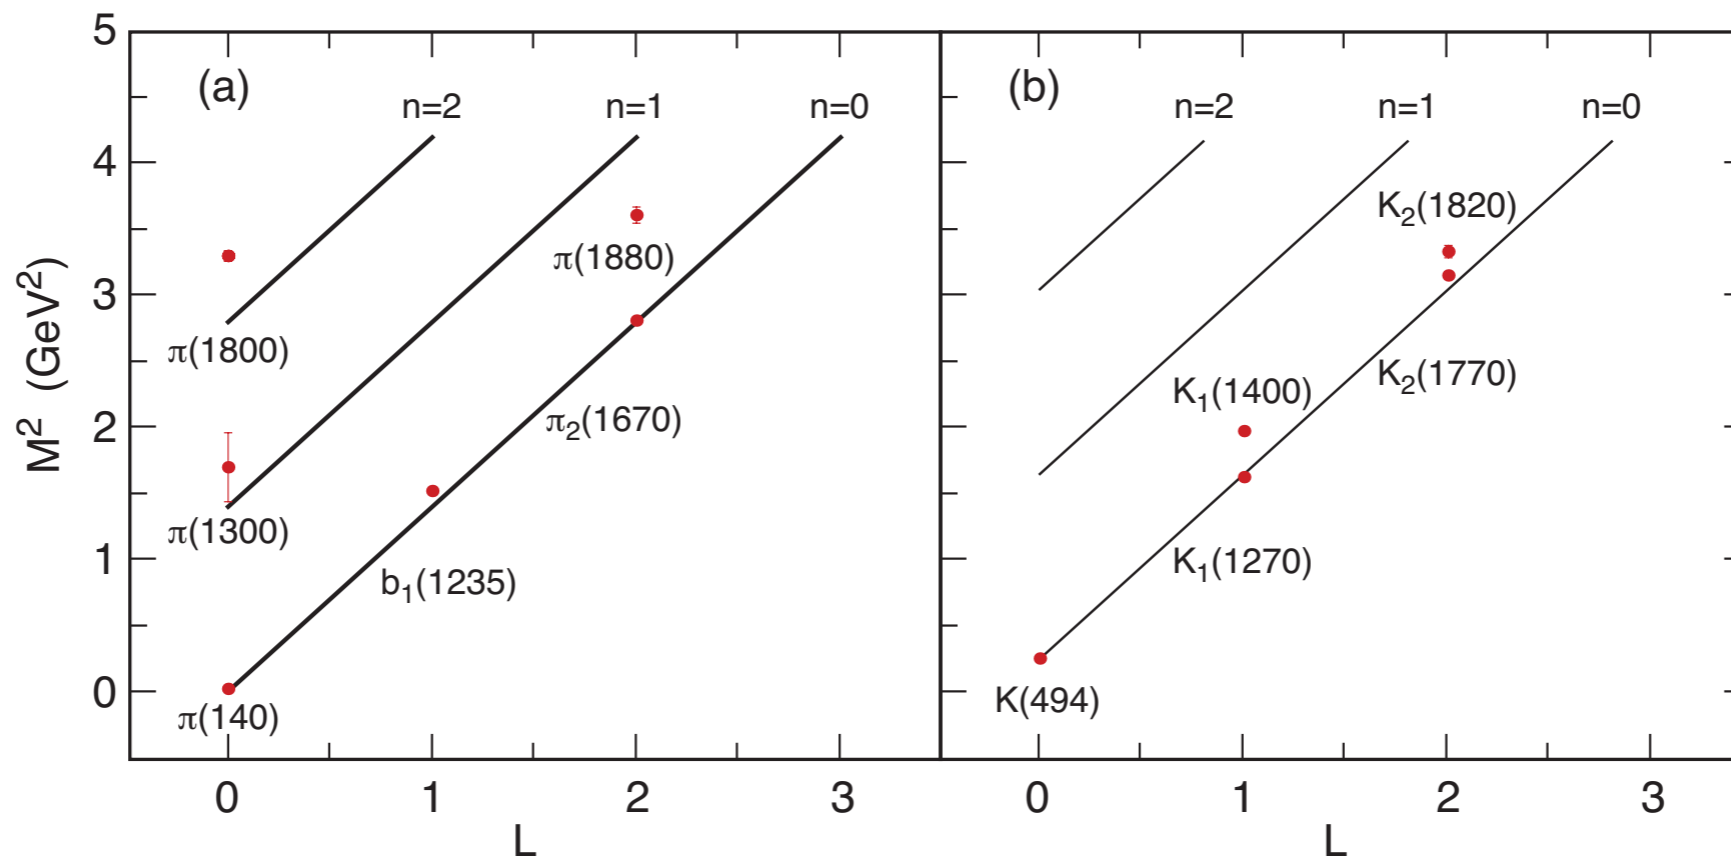 (a)
n=2
n=1
n=0
(b)
n=2
n=1
n=0
5
4
3
2
1
0
M² (GeV²)
π(1800)
π(1300)
π(140)
b₁(1235)
π₂(1670)
π(1880)
K₂(1820)
K₂(1770)
K₁(1400)
K₁(1270)
K(494)
0 1 2 3
L
0 1 2 3
L